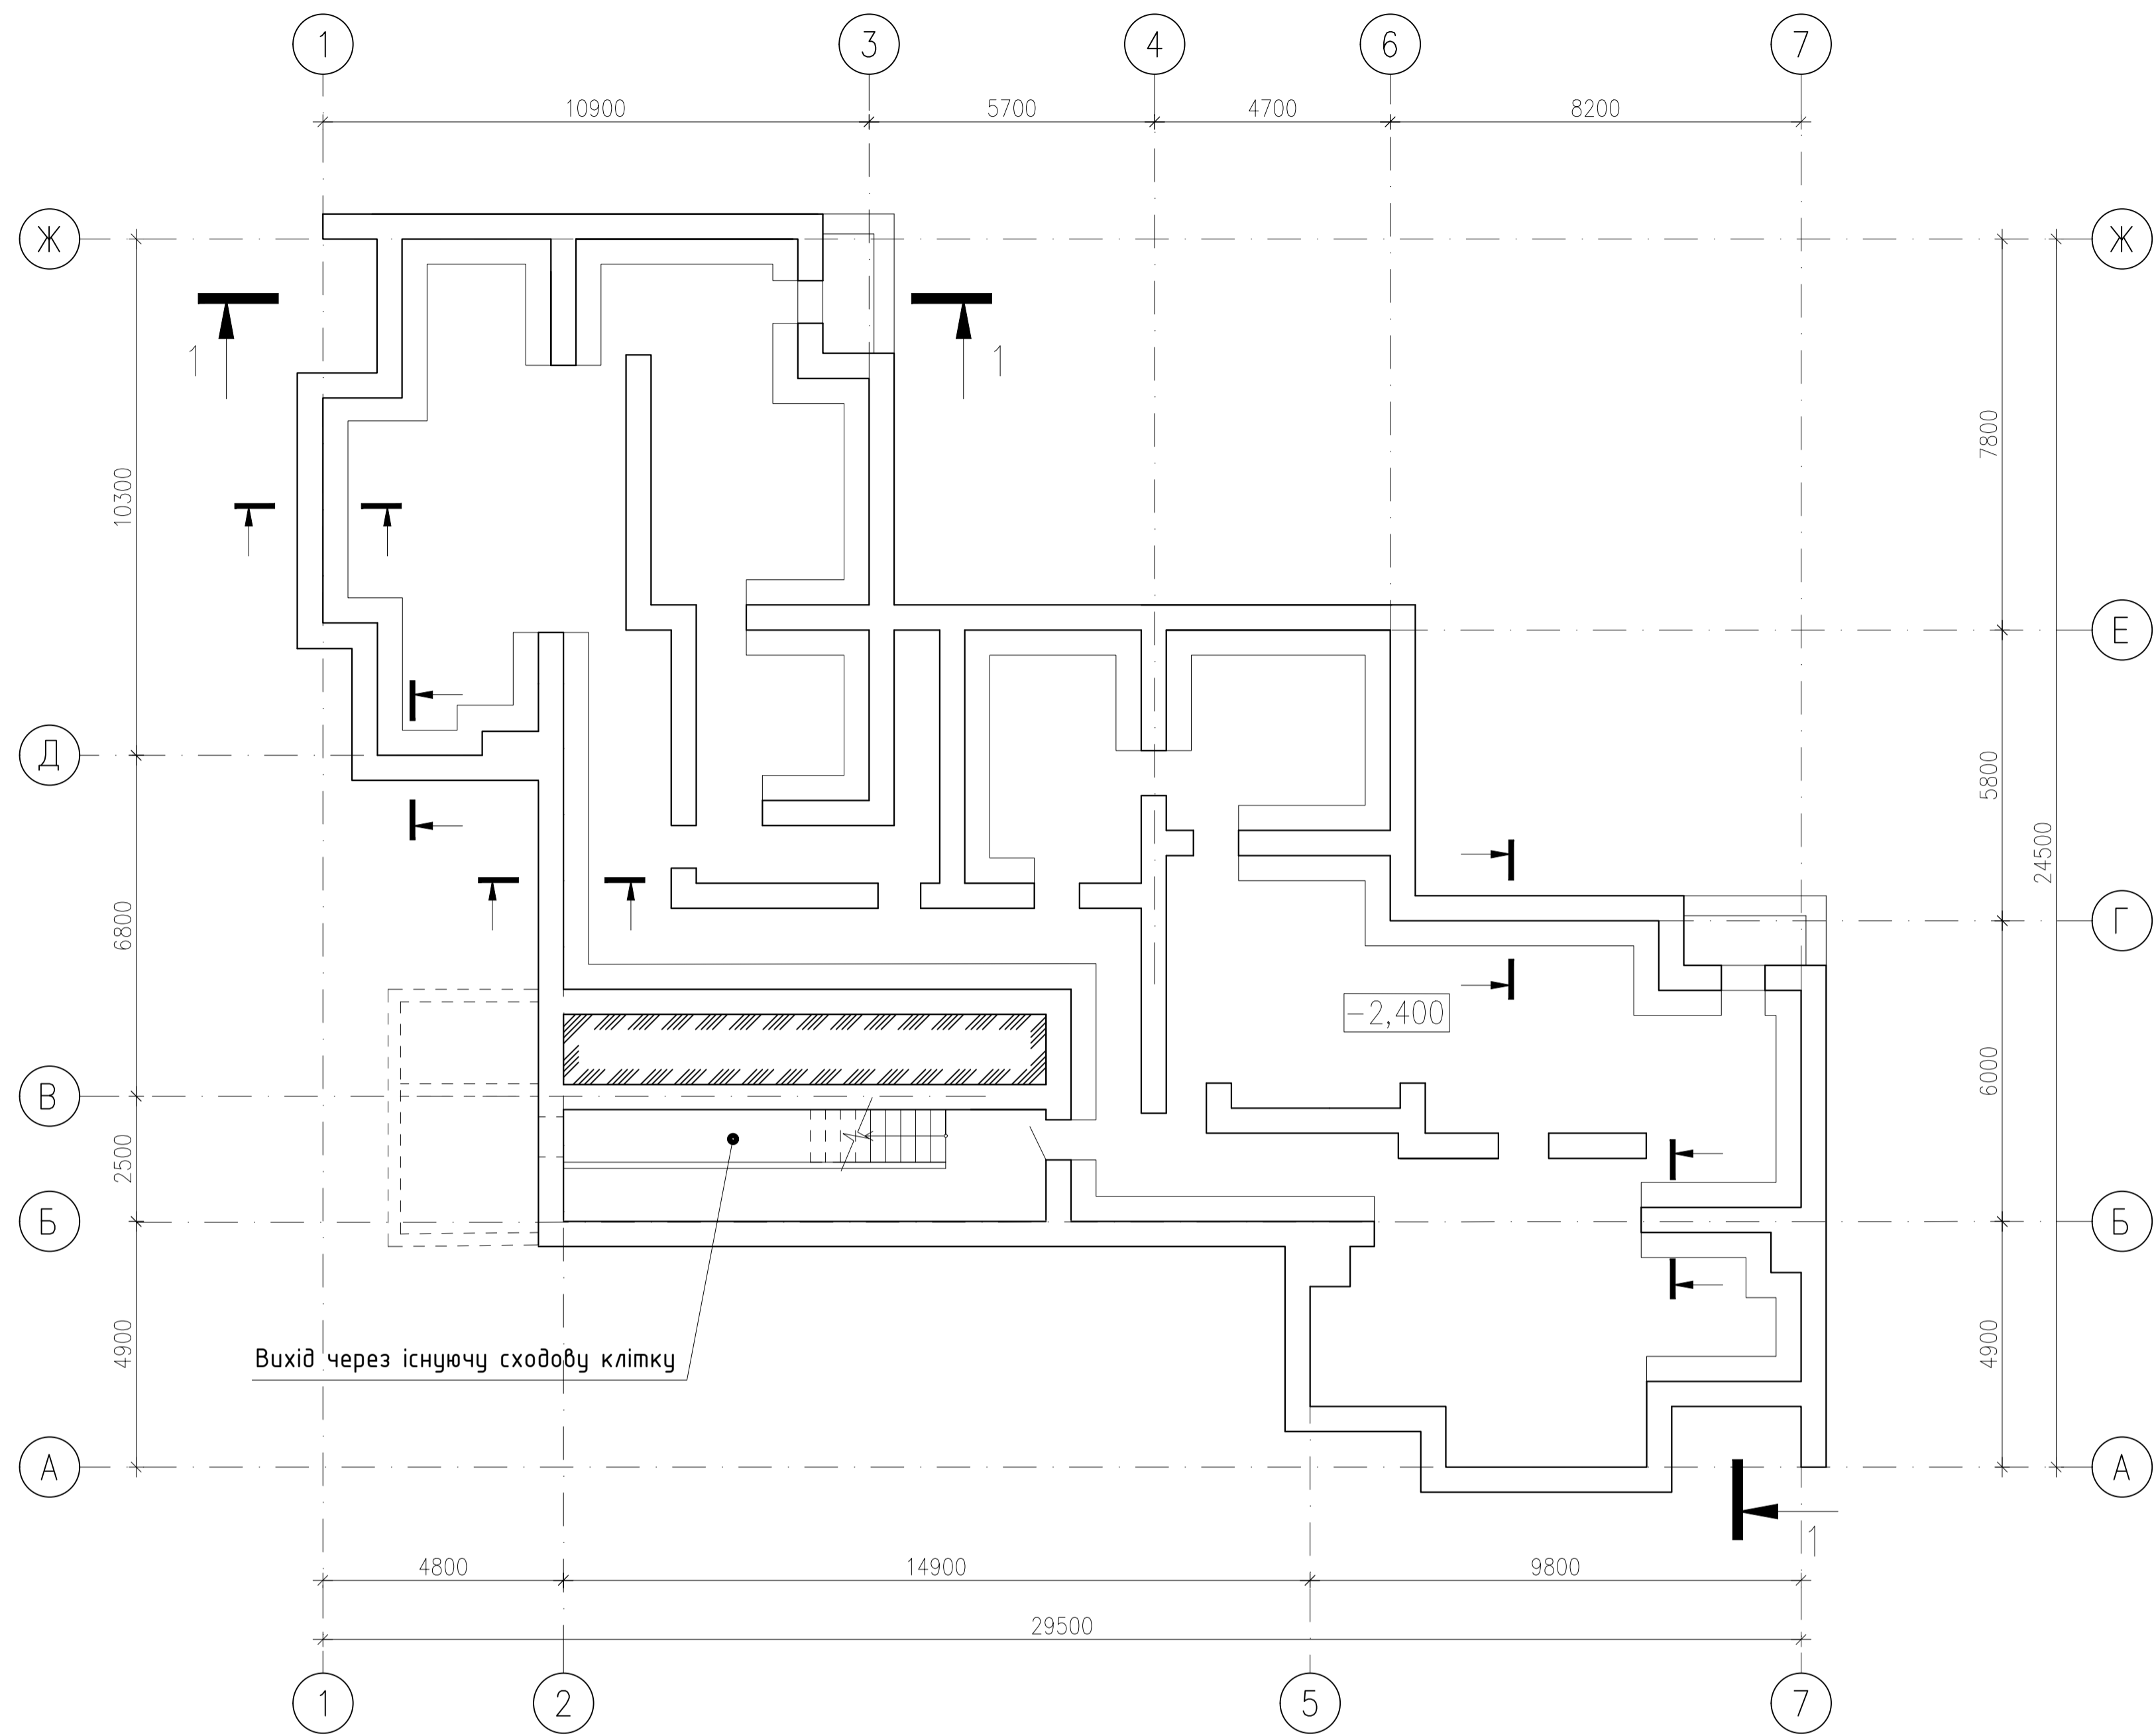 1 3 4 6 7
10900 5700 4700 8200
Ж Ж
1 1
7800
10300
Е
Д
5800
24500
Г
6800
-2,400
6000
В
2500
Б Б
4900 4900
Вихід через існуючу сходову клітку
А А
1
4800 14900 9800
29500
1 2 5 7